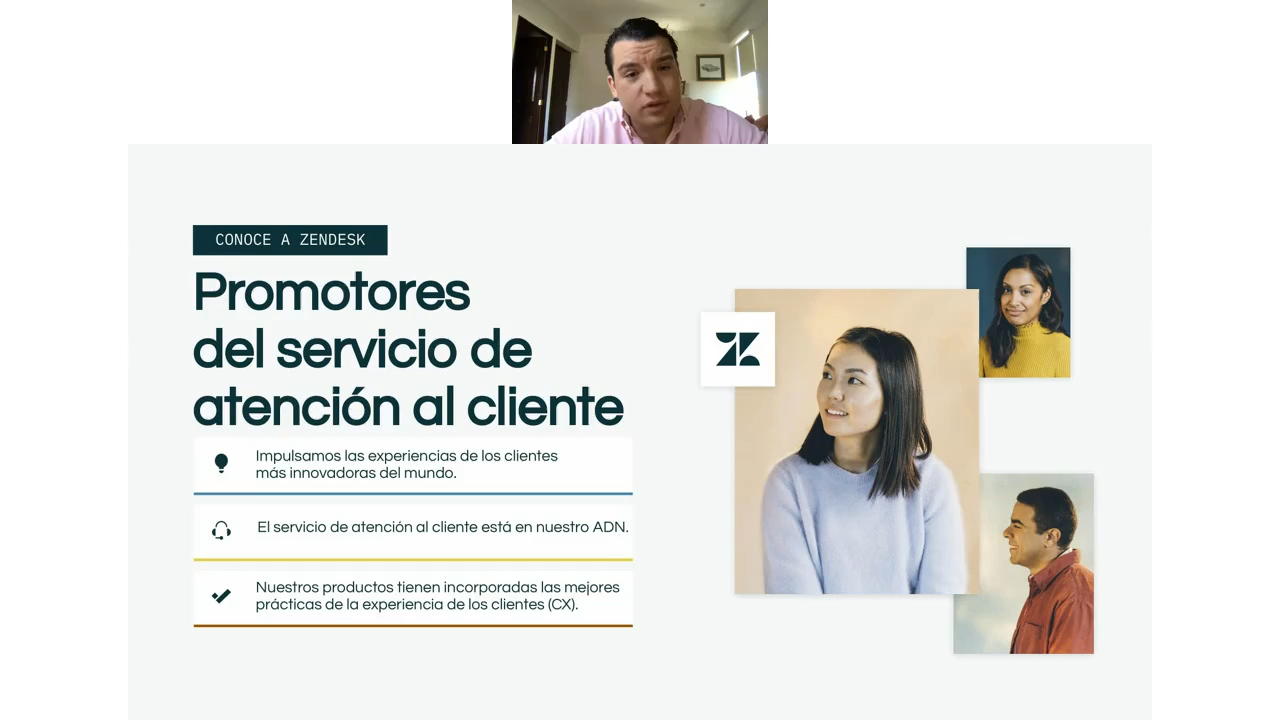 CONOCE A ZENDESK
Promotores
del servicio de
atención al cliente
Impulsamos las experiencias de los clientes
más innovadoras del mundo.
El servicio de atención al cliente está en nuestro ADN.
Nuestros productos tienen incorporadas las mejores
prácticas de la experiencia de los clientes (CX).